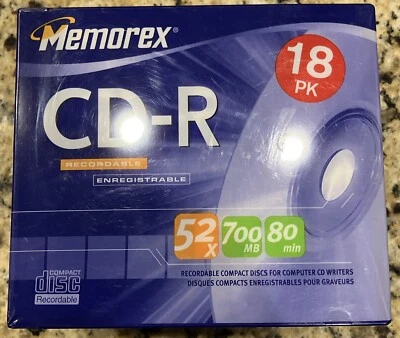 Memorex®
18
PK
CD-R
RECORDABLE
ENREGISTRABLE
52X
700
MB
80
min
COMPACT
disc
Recordable
RECORDABLE COMPACT DISCS FOR COMPUTER CD WRITERS
DISQUES COMPACTS ENREGISTRABLES POUR GRAVEURS